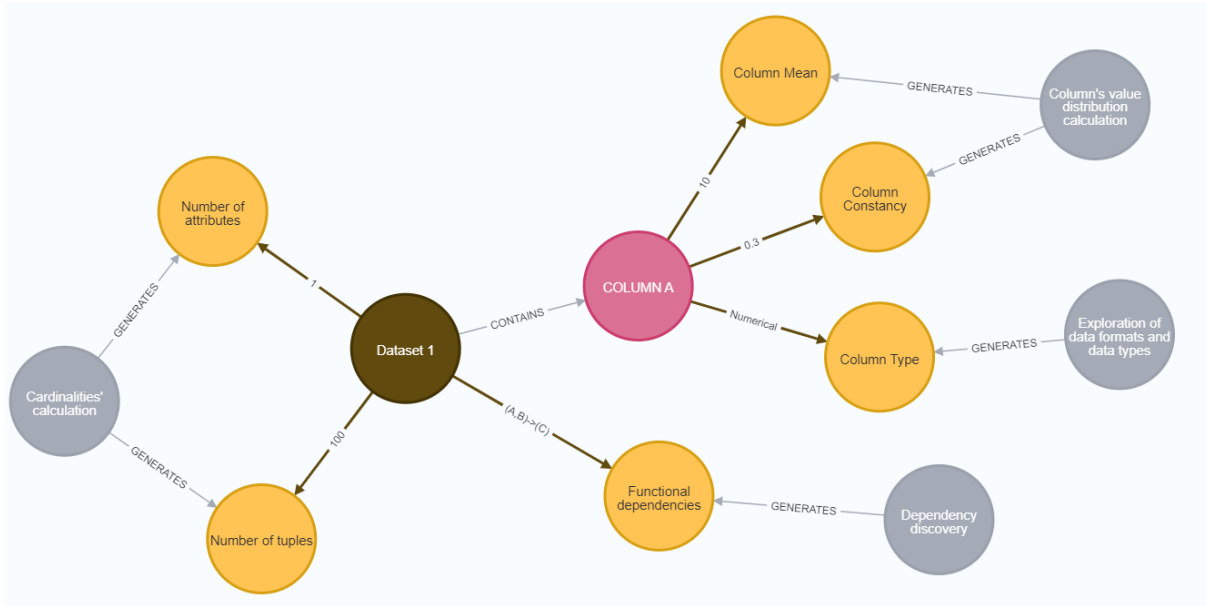 Column Mean
GENERATES
Column's value
distribution
calculation
GENERATES
10
Column
Constancy
Number of
attributes
0.3
1
COLUMN A
CONTAINS
Numerical
GENERATES
Dataset 1
Column Type
GENERATES
Exploration of
data formats and
data types
Cardinalities'
calculation
(A,B)->(C)
100
GENERATES
Functional
dependencies
GENERATES
Dependency
discovery
Number of tuples